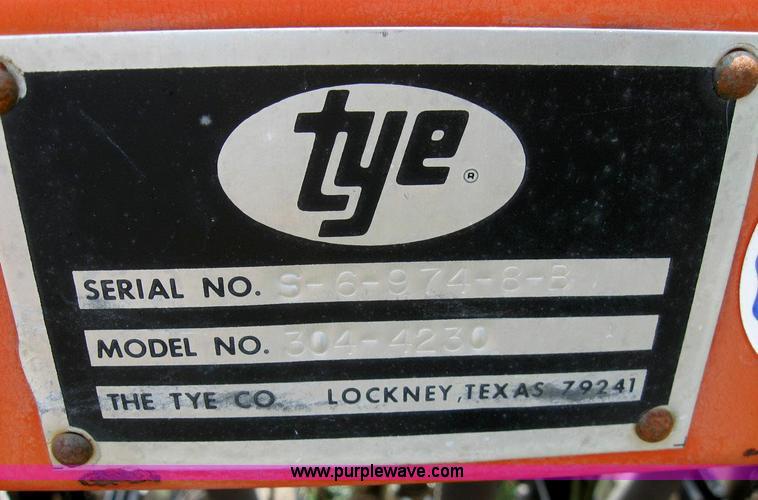 tye ®
SERIAL NO. S-6-974-8-B
MODEL NO. 304-4230
THE TYE CO LOCKNEY, TEXAS 79241
www.purplewave.com